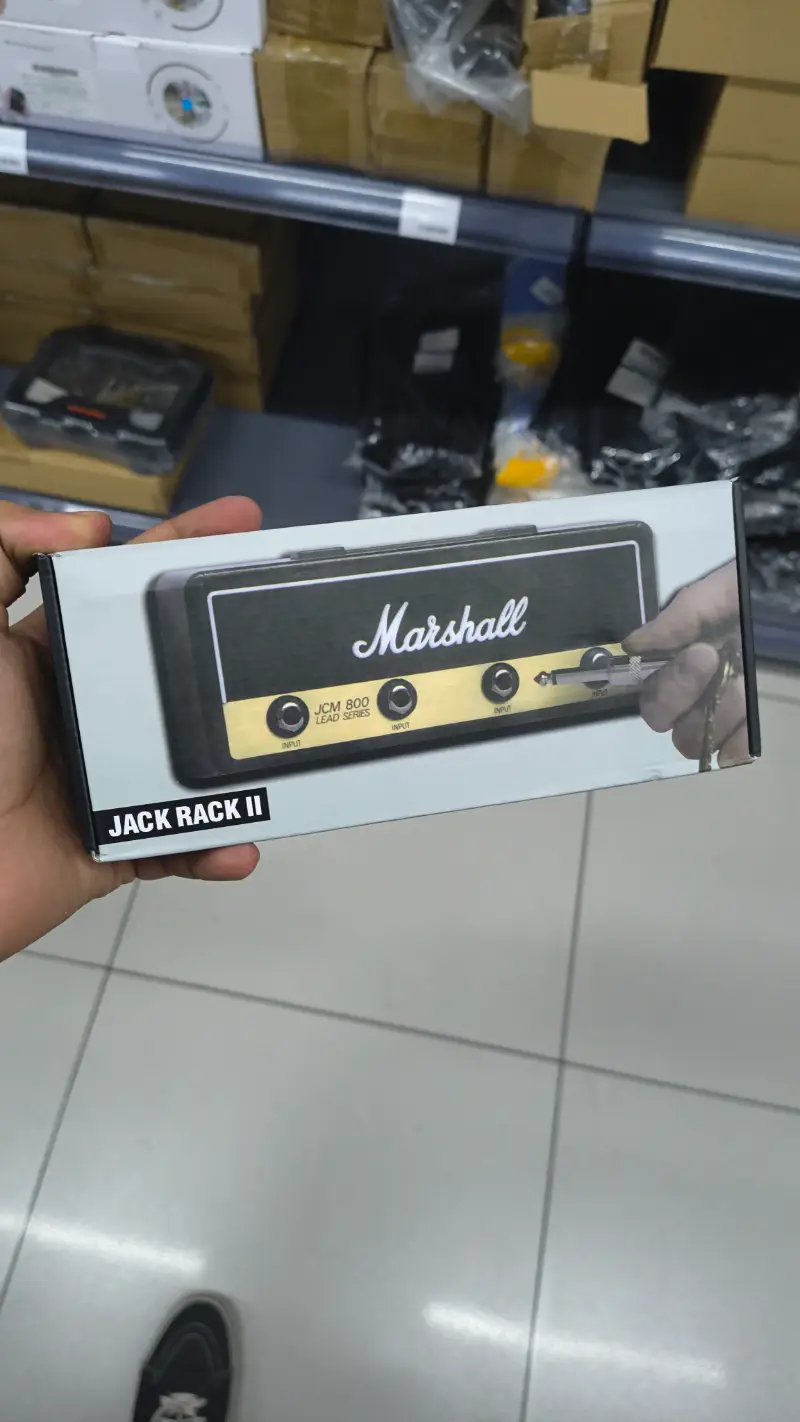 Marshall
JCM 800
LEAD SERIES
INPUT
INPUT
INPUT
INPUT
JACK RACK II